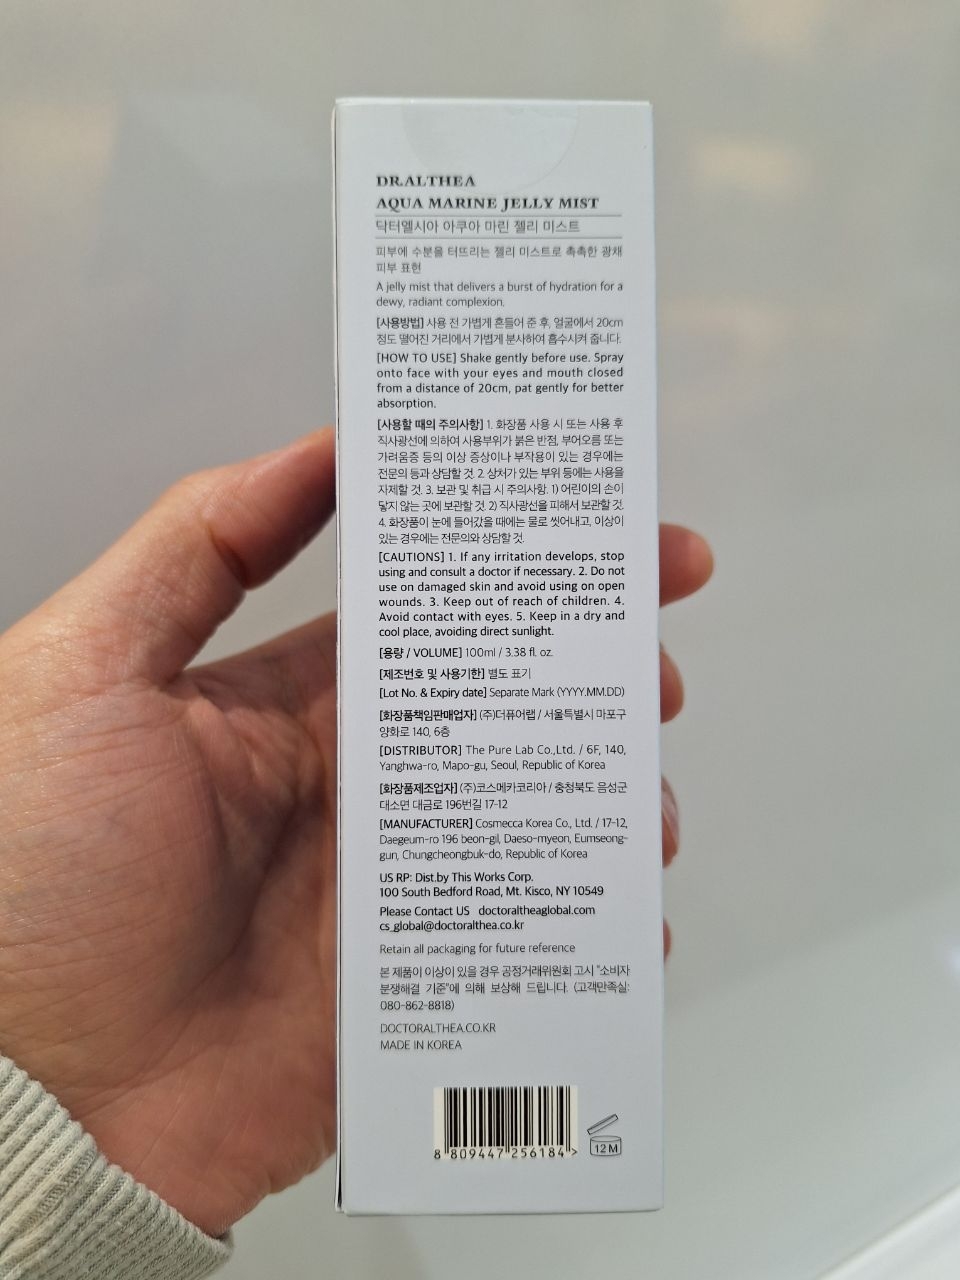 DR.ALTHEA
AQUA MARINE JELLY MIST
닥터엘시아 아쿠아 마린 젤리 미스트
피부에 수분을 터뜨리는 젤리 미스트로 촉촉한 광채
피부 표현
A jelly mist that delivers a burst of hydration for a
dewy, radiant complexion.
[사용방법] 사용 전 가볍게 흔들어 준 후, 얼굴에서 20cm
정도 떨어진 거리에서 가볍게 분사하여 흡수시켜 줍니다.
[HOW TO USE] Shake gently before use. Spray
onto face with your eyes and mouth closed
from a distance of 20cm, pat gently for better
absorption.
[사용할 때의 주의사항] 1. 화장품 사용 시 또는 사용 후
직사광선에 의하여 사용부위가 붉은 반점, 부어오름 또는
가려움증 등의 이상 증상이나 부작용이 있는 경우에는
전문의 등과 상담할 것. 2. 상처가 있는 부위 등에는 사용을
자제할 것. 3. 보관 및 취급 시 주의사항. 1) 어린이의 손이
닿지 않는 곳에 보관할 것. 2) 직사광선을 피해서 보관할 것.
4. 화장품이 눈에 들어갔을 때에는 물로 씻어내고, 이상이
있는 경우에는 전문의와 상담할 것.
[CAUTIONS] 1. If any irritation develops, stop
using and consult a doctor if necessary. 2. Do not
use on damaged skin and avoid using on open
wounds. 3. Keep out of reach of children. 4.
Avoid contact with eyes. 5. Keep in a dry and
cool place, avoiding direct sunlight.
[용량 / VOLUME] 100ml / 3.38 fl. oz.
[제조번호 및 사용기한] 별도 표기
[Lot No. & Expiry date] Separate Mark (YYYY.MM.DD)
[화장품책임판매업자] (주)더퓨어랩 / 서울특별시 마포구
양화로 140, 6층
[DISTRIBUTOR] The Pure Lab Co.,Ltd. / 6F, 140,
Yanghwa-ro, Mapo-gu, Seoul, Republic of Korea
[화장품제조업자] (주)코스메카코리아 / 충청북도 음성군
대소면 대금로 196번길 17-12
[MANUFACTURER] Cosmecca Korea Co., Ltd. / 17-12,
Daegeum-ro 196 beon-gil, Daeso-myeon, Eumseong-
gun, Chungcheongbuk-do, Republic of Korea
US RP: Dist.by This Works Corp.
100 South Bedford Road, Mt. Kisco, NY 10549
Please Contact US doctoraltheaglobal.com
cs_global@doctoralthea.co.kr
Retain all packaging for future reference
본 제품이 이상이 있을 경우 공정거래위원회 고시 "소비자
분쟁해결 기준"에 의해 보상해 드립니다. (고객만족실:
080-862-8818)
DOCTORALTHEA.CO.KR
MADE IN KOREA
8 809447 256184 >
12 M